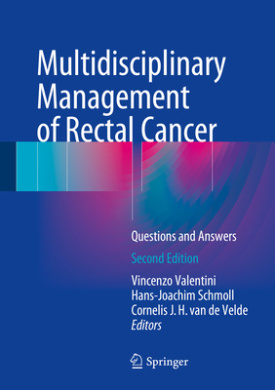 Multidisciplinary
Management
of Rectal Cancer
Questions and Answers
Second Edition
Vincenzo Valentini
Hans-Joachim Schmoll
Cornelis J. H. van de Velde
Editors
Springer